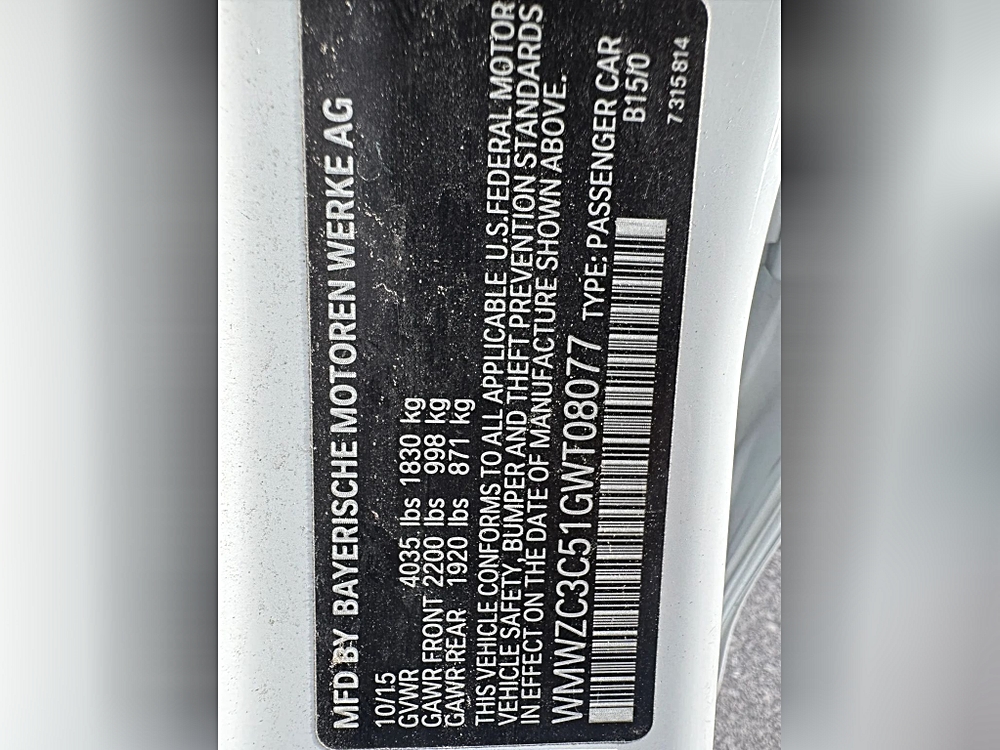 MFD BY BAYERISCHE MOTOREN WERKE AG
10/15
GVWR 4035 lbs 1830 kg
GAWR FRONT 2200 lbs 998 kg
GAWR REAR 1920 lbs 871 kg
THIS VEHICLE CONFORMS TO ALL APPLICABLE U.S.FEDERAL MOTOR
VEHICLE SAFETY, BUMPER AND THEFT PREVENTION STANDARDS
IN EFFECT ON THE DATE OF MANUFACTURE SHOWN ABOVE.
WMWZC3C51GWT08077 TYPE: PASSENGER CAR
B15/0
7 315 814